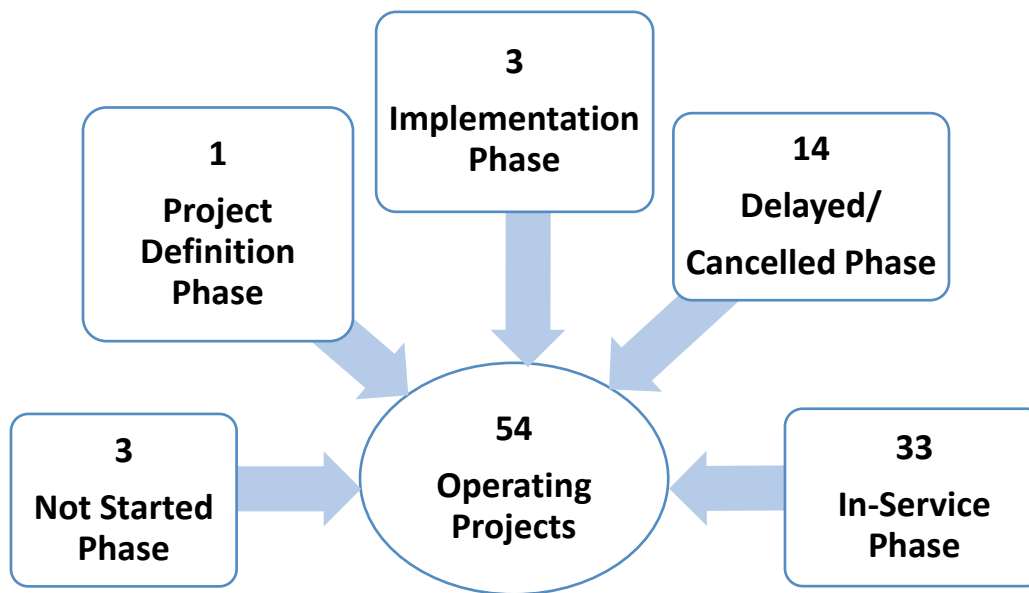 3
Implementation
Phase
1
Project
Definition
Phase
14
Delayed/
Cancelled Phase
3
Not Started
Phase
54
Operating
Projects
33
In-Service
Phase